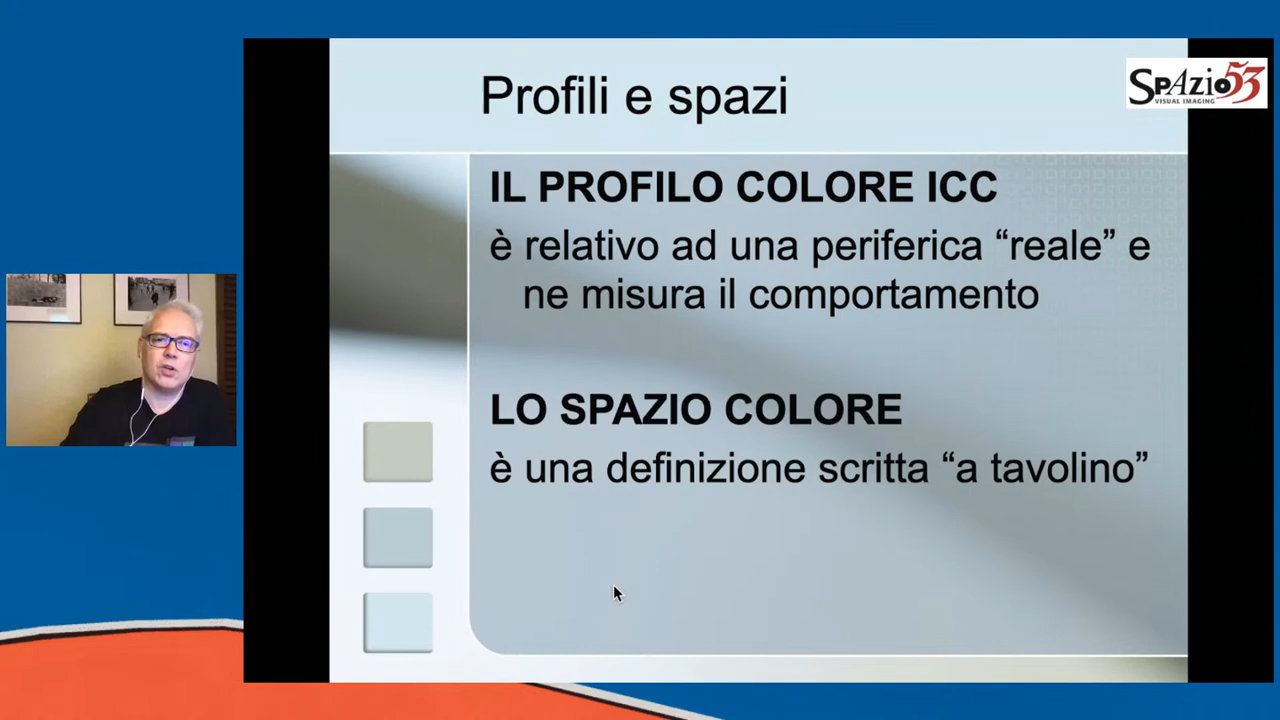 Profili e spazi
SPAZIO53
VISUAL IMAGING
IL PROFILO COLORE ICC
è relativo ad una periferica “reale” e
ne misura il comportamento
LO SPAZIO COLORE
è una definizione scritta “a tavolino”